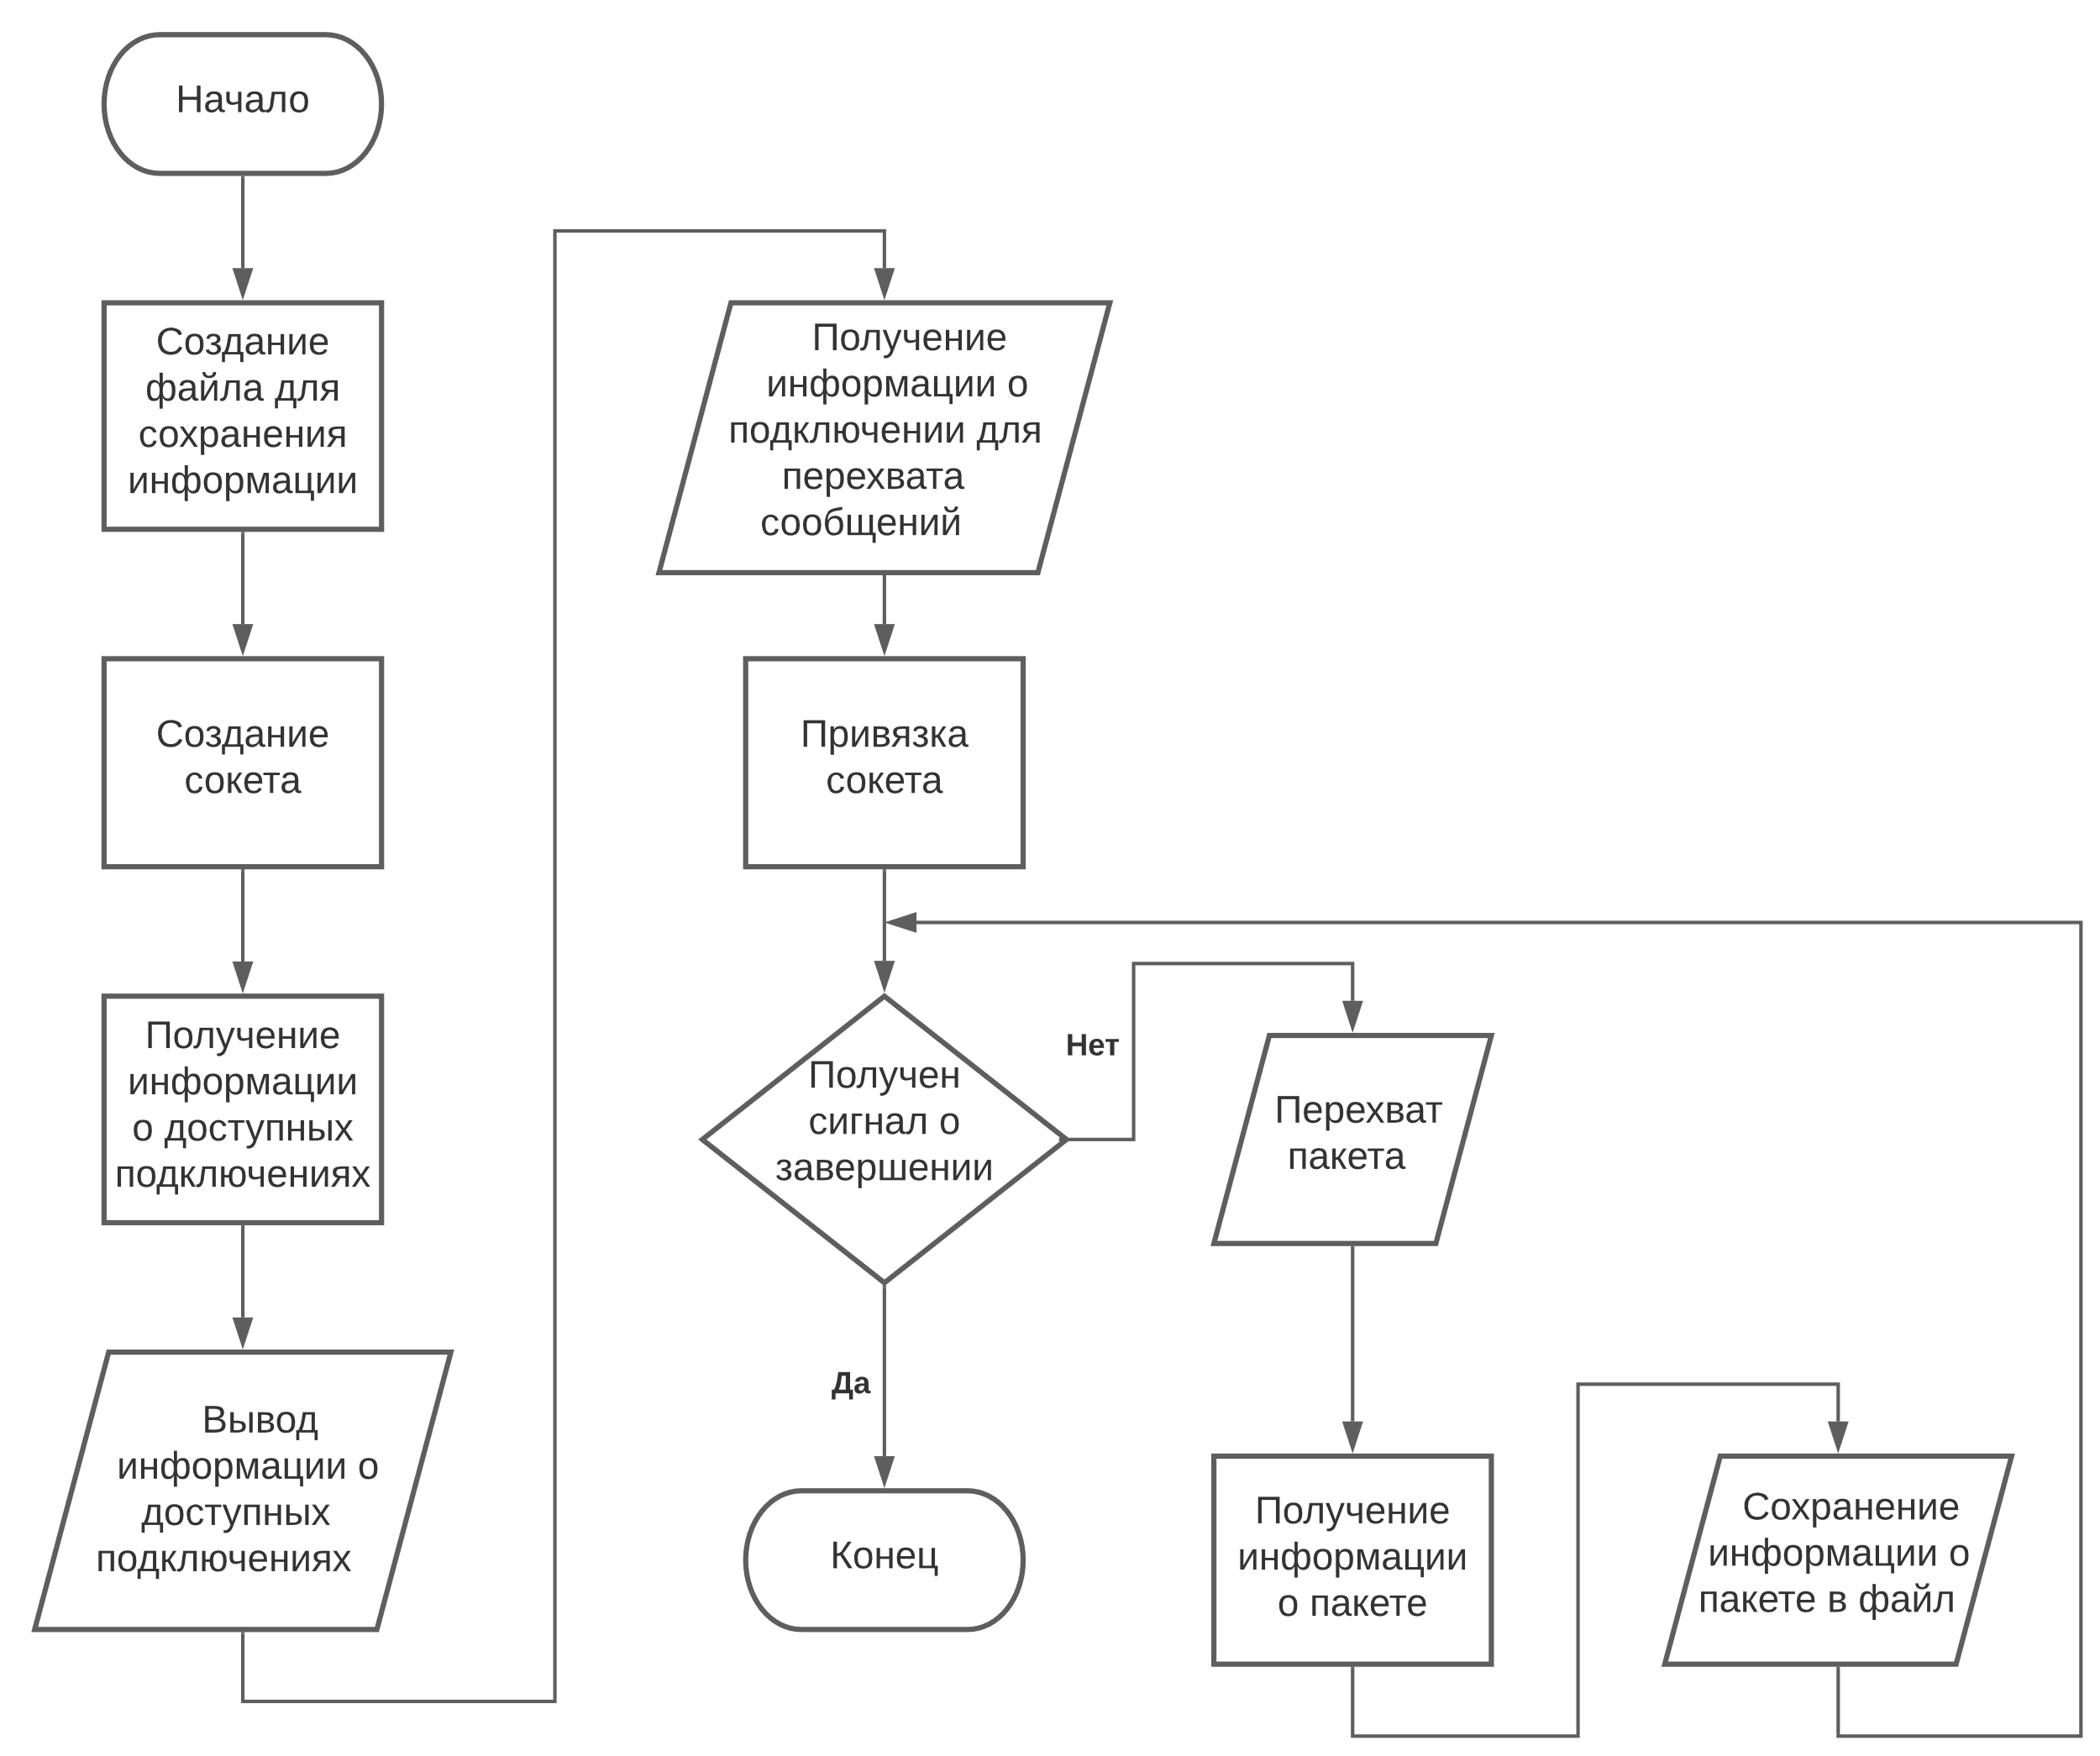 Начало
Создание
файла для
сохранения
информации
Создание
сокета
Получение
информации
о доступных
подключениях
Вывод
информации о
доступных
подключениях
Получение
информации о
подключении для
перехвата
сообщений
Привязка
сокета
Получен
сигнал о
завершении
Нет
Да
Конец
Перехват
пакета
Получение
информации
о пакете
Сохранение
информации о
пакете в файл